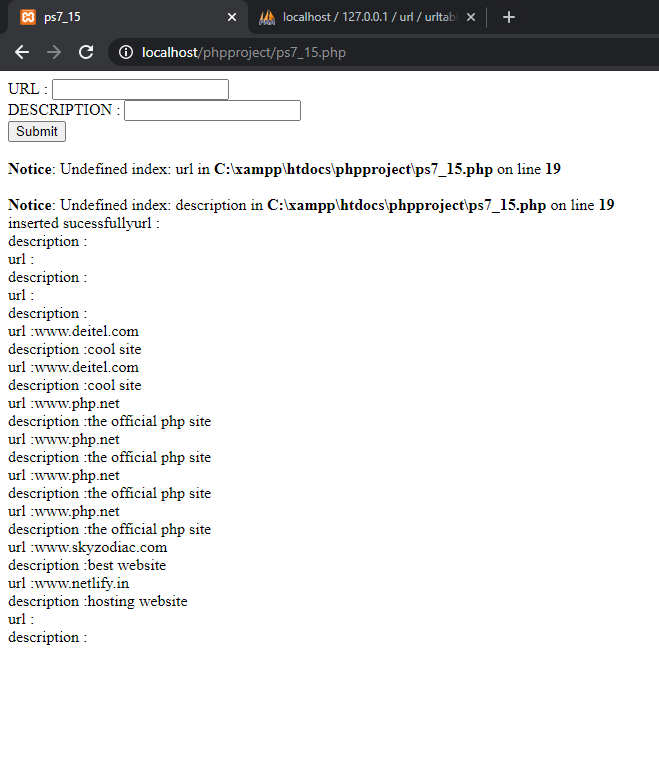 ps7_15
localhost / 127.0.0.1 / url / urltab
localhost/phpproject/ps7_15.php
URL :
DESCRIPTION :
Submit
Notice: Undefined index: url in C:\xampp\htdocs\phpproject\ps7_15.php on line 19
Notice: Undefined index: description in C:\xampp\htdocs\phpproject\ps7_15.php on line 19
inserted sucessfullyurl :
description :
url :
description :
url :
description :
url :www.deitel.com
description :cool site
url :www.deitel.com
description :cool site
url :www.php.net
description :the official php site
url :www.php.net
description :the official php site
url :www.php.net
description :the official php site
url :www.php.net
description :the official php site
url :www.skyzodiac.com
description :best website
url :www.netlify.in
description :hosting website
url :
description :